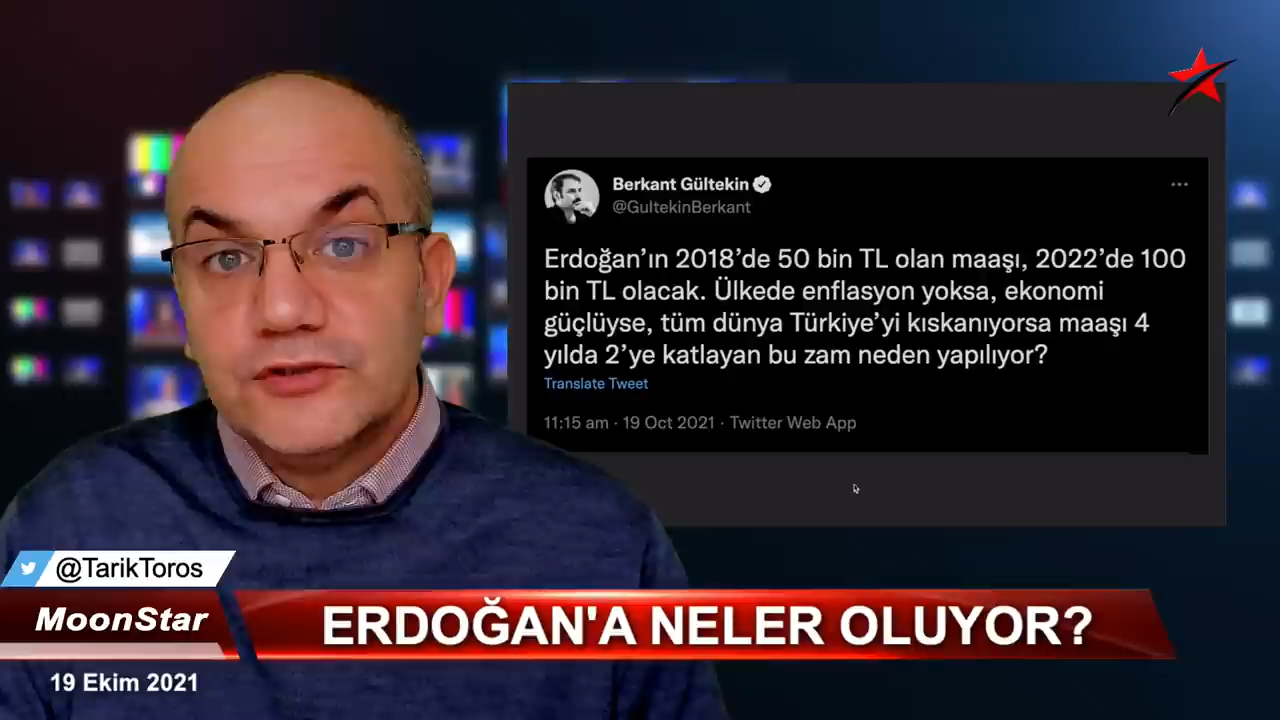 Berkant Gültekin
@GultekinBerkant
Erdoğan’ın 2018’de 50 bin TL olan maaşı, 2022’de 100
bin TL olacak. Ülkede enflasyon yoksa, ekonomi
güçlüyse, tüm dünya Türkiye’yi kıskanıyorsa maaşı 4
yılda 2’ye katlayan bu zam neden yapılıyor?
Translate Tweet
11:15 am · 19 Oct 2021 · Twitter Web App
@TarikToros
MoonStar
ERDOĞAN'A NELER OLUYOR?
19 Ekim 2021